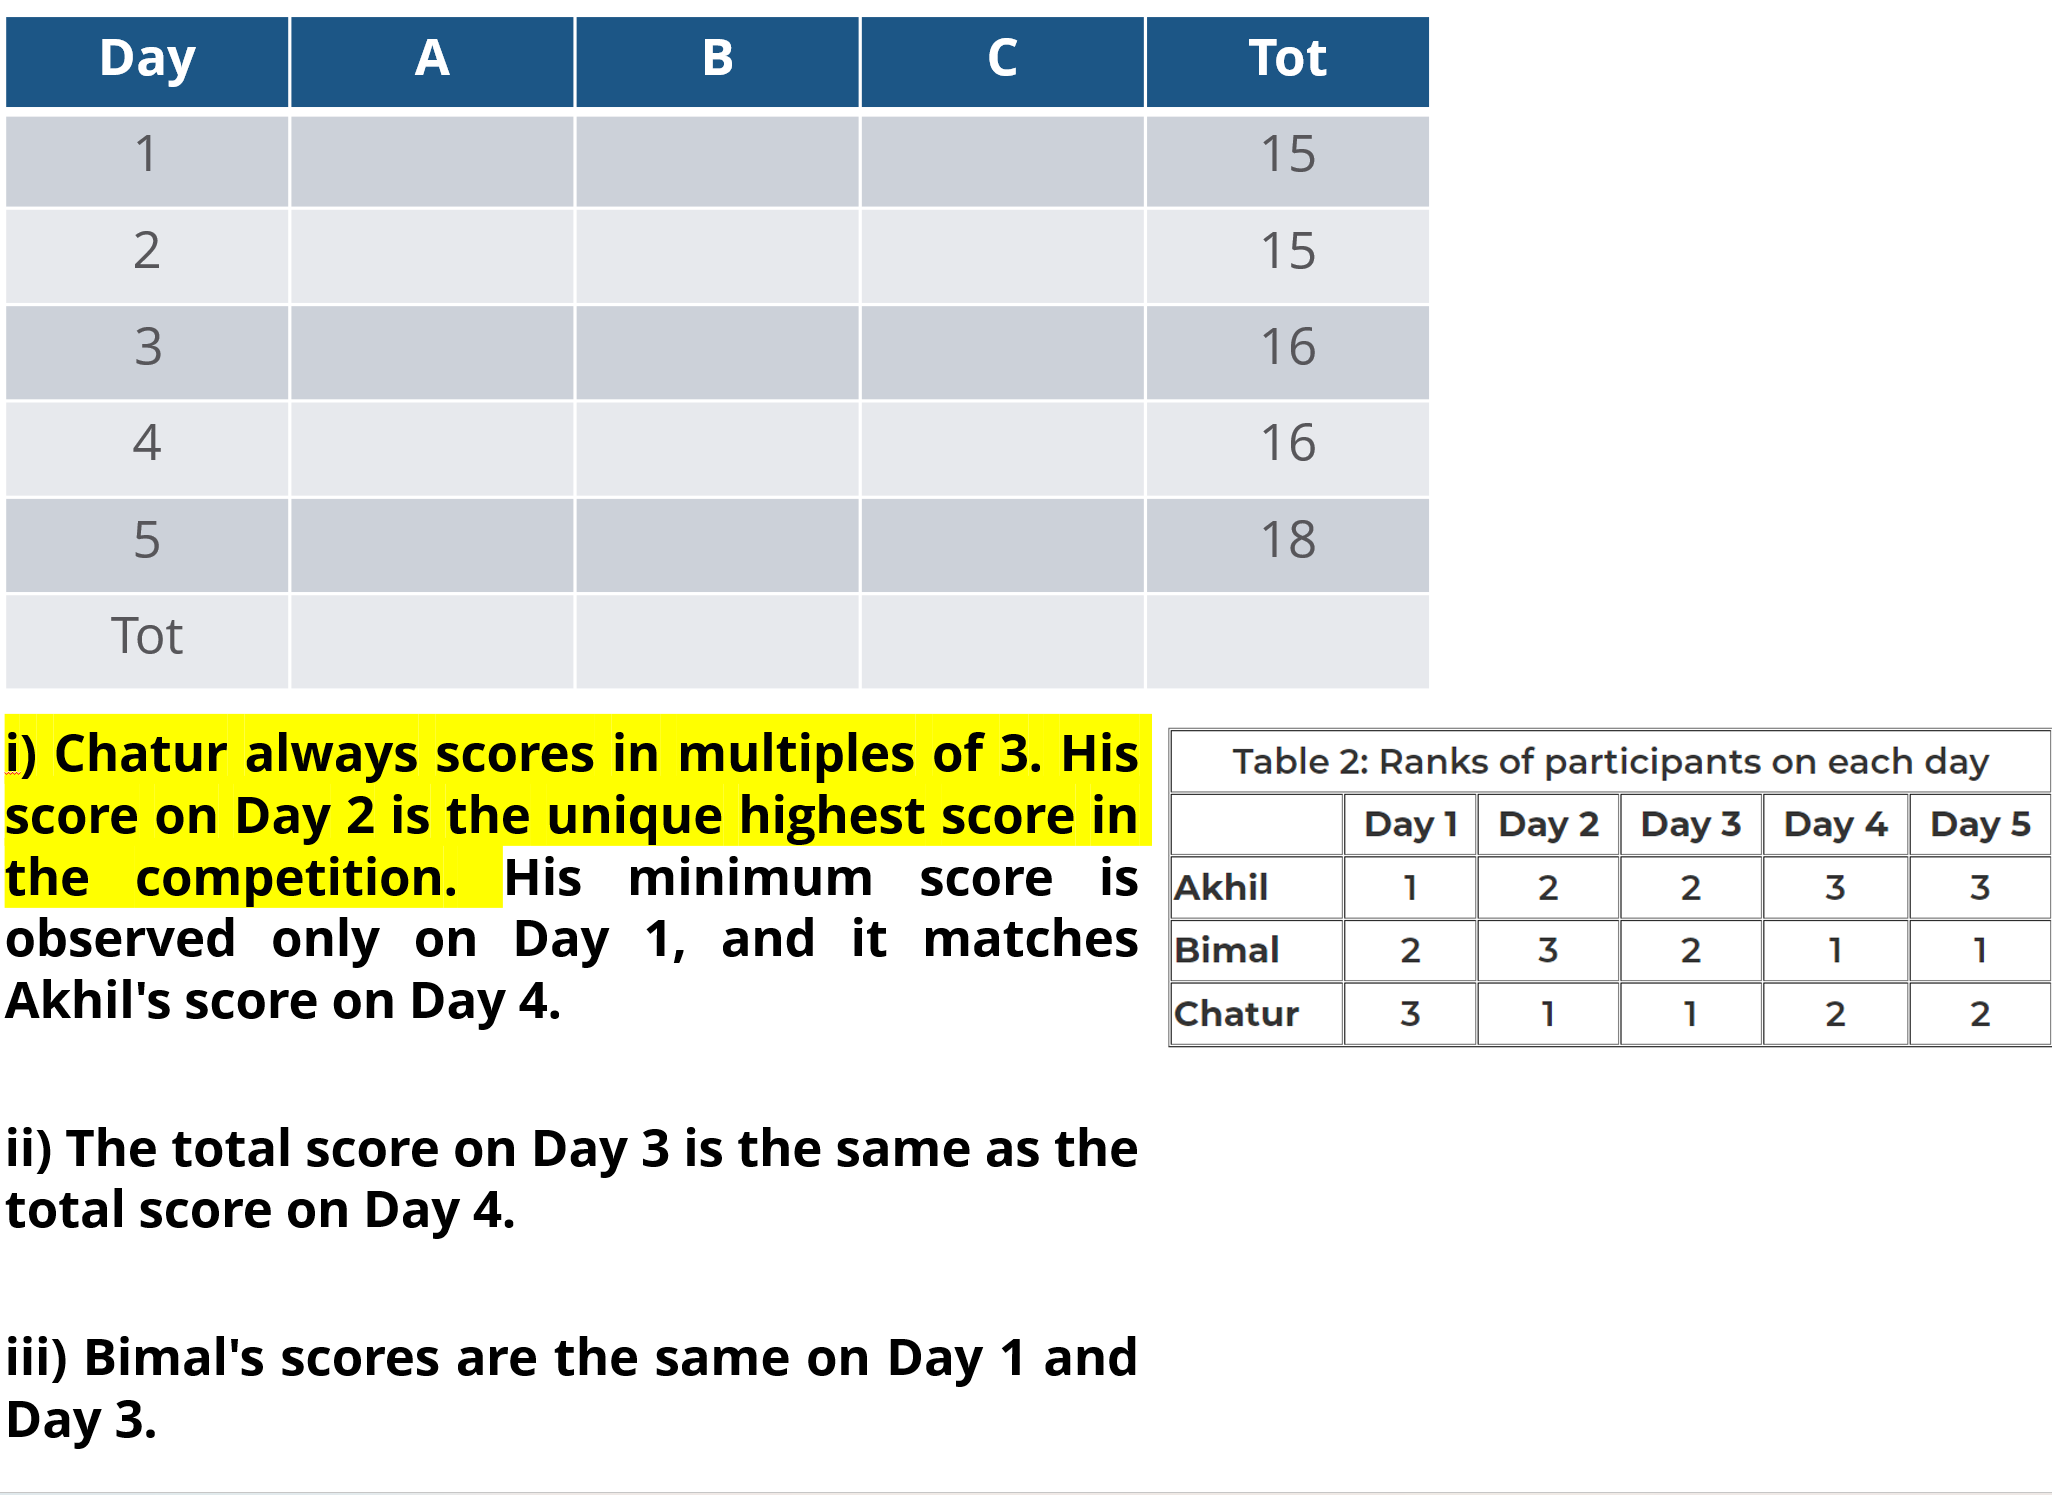 Day A B C Tot
1 15
2 15
3 16
4 16
5 18
Tot
i) Chatur always scores in multiples of 3. His
score on Day 2 is the unique highest score in
the competition. His minimum score is
observed only on Day 1, and it matches
Akhil's score on Day 4.
ii) The total score on Day 3 is the same as the
total score on Day 4.
iii) Bimal's scores are the same on Day 1 and
Day 3.
Table 2: Ranks of participants on each day
Day 1 Day 2 Day 3 Day 4 Day 5
Akhil 1 2 2 3 3
Bimal 2 3 2 1 1
Chatur 3 1 1 2 2